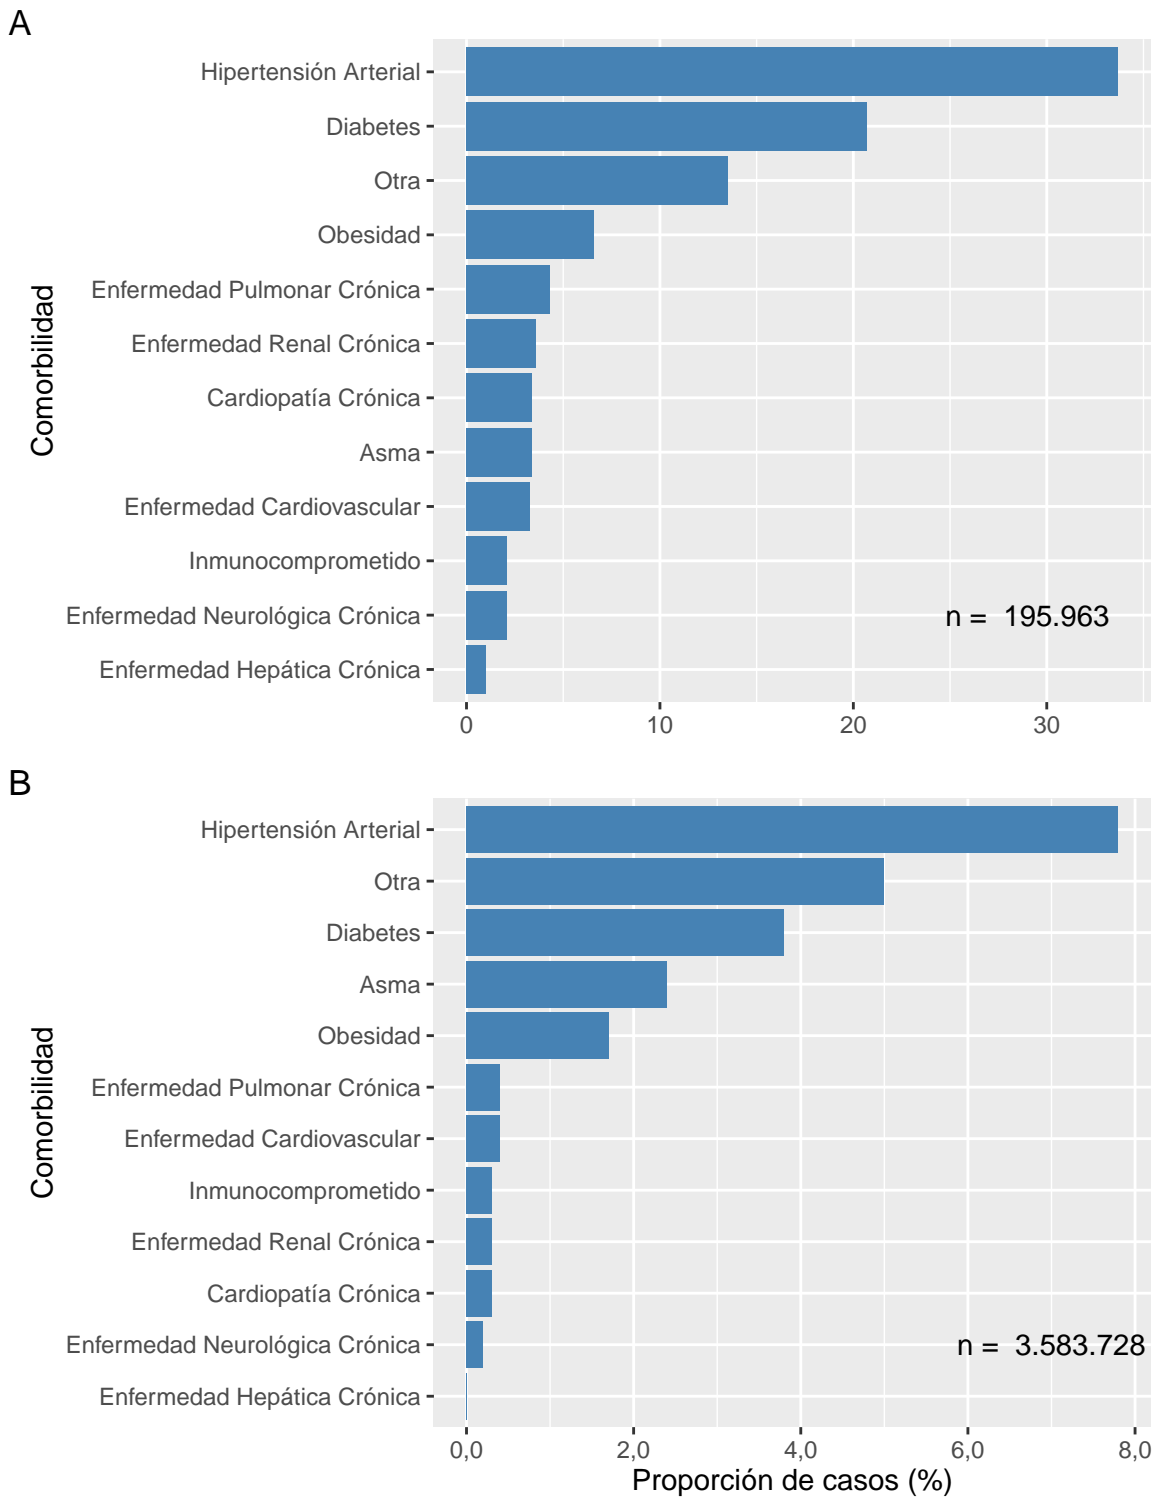 A
Hipertensión Arterial
Diabetes
Otra
Obesidad
Enfermedad Pulmonar Crónica
Enfermedad Renal Crónica
Cardiopatía Crónica
Asma
Enfermedad Cardiovascular
Inmunocomprometido
Enfermedad Neurológica Crónica
Enfermedad Hepática Crónica
Comorbilidad
n = 195.963
0 10 20 30
B
Hipertensión Arterial
Otra
Diabetes
Asma
Obesidad
Enfermedad Pulmonar Crónica
Enfermedad Cardiovascular
Inmunocomprometido
Enfermedad Renal Crónica
Cardiopatía Crónica
Enfermedad Neurológica Crónica
Enfermedad Hepática Crónica
Comorbilidad
n = 3.583.728
0,0 2,0 4,0 6,0 8,0
Proporción de casos (%)